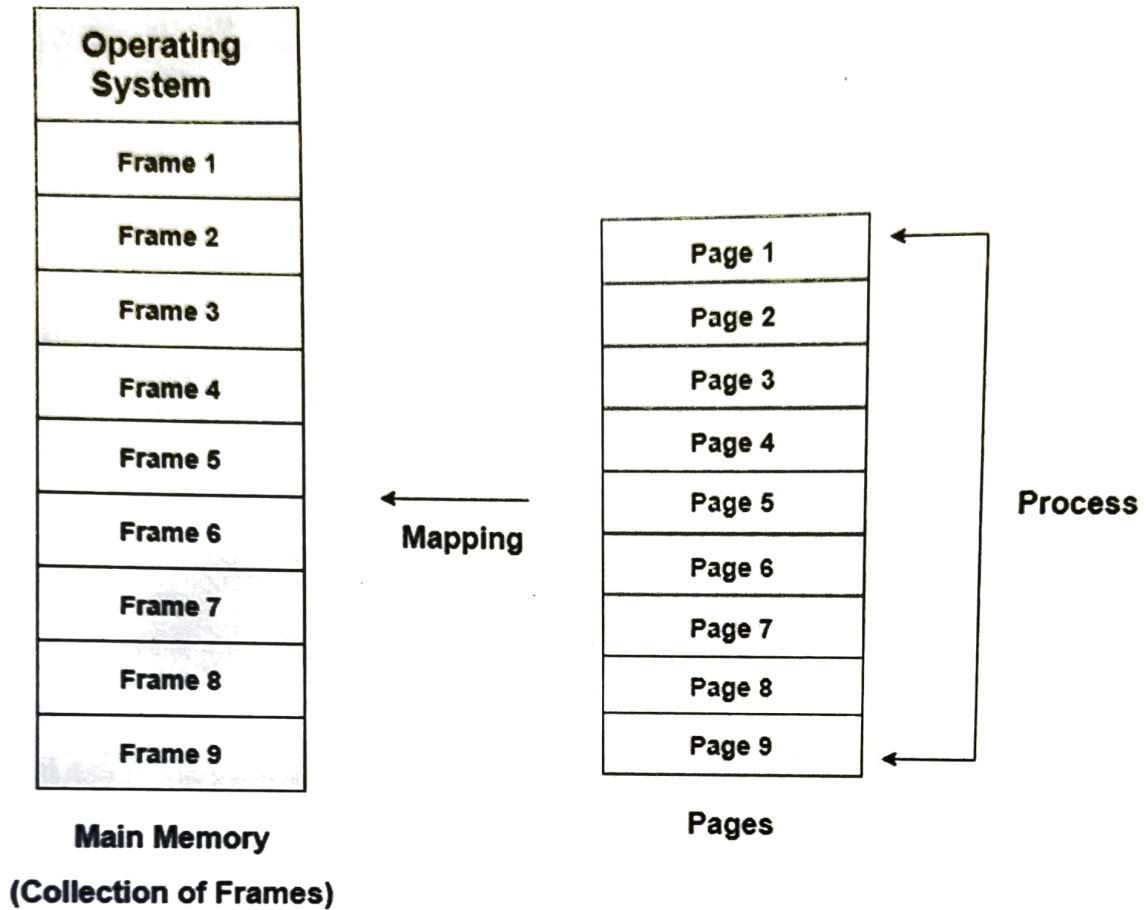 Operating
System
Frame 1
Frame 2
Frame 3
Frame 4
Frame 5
Frame 6
Frame 7
Frame 8
Frame 9
Main Memory
(Collection of Frames)
Mapping
Page 1
Page 2
Page 3
Page 4
Page 5
Page 6
Page 7
Page 8
Page 9
Pages
Process